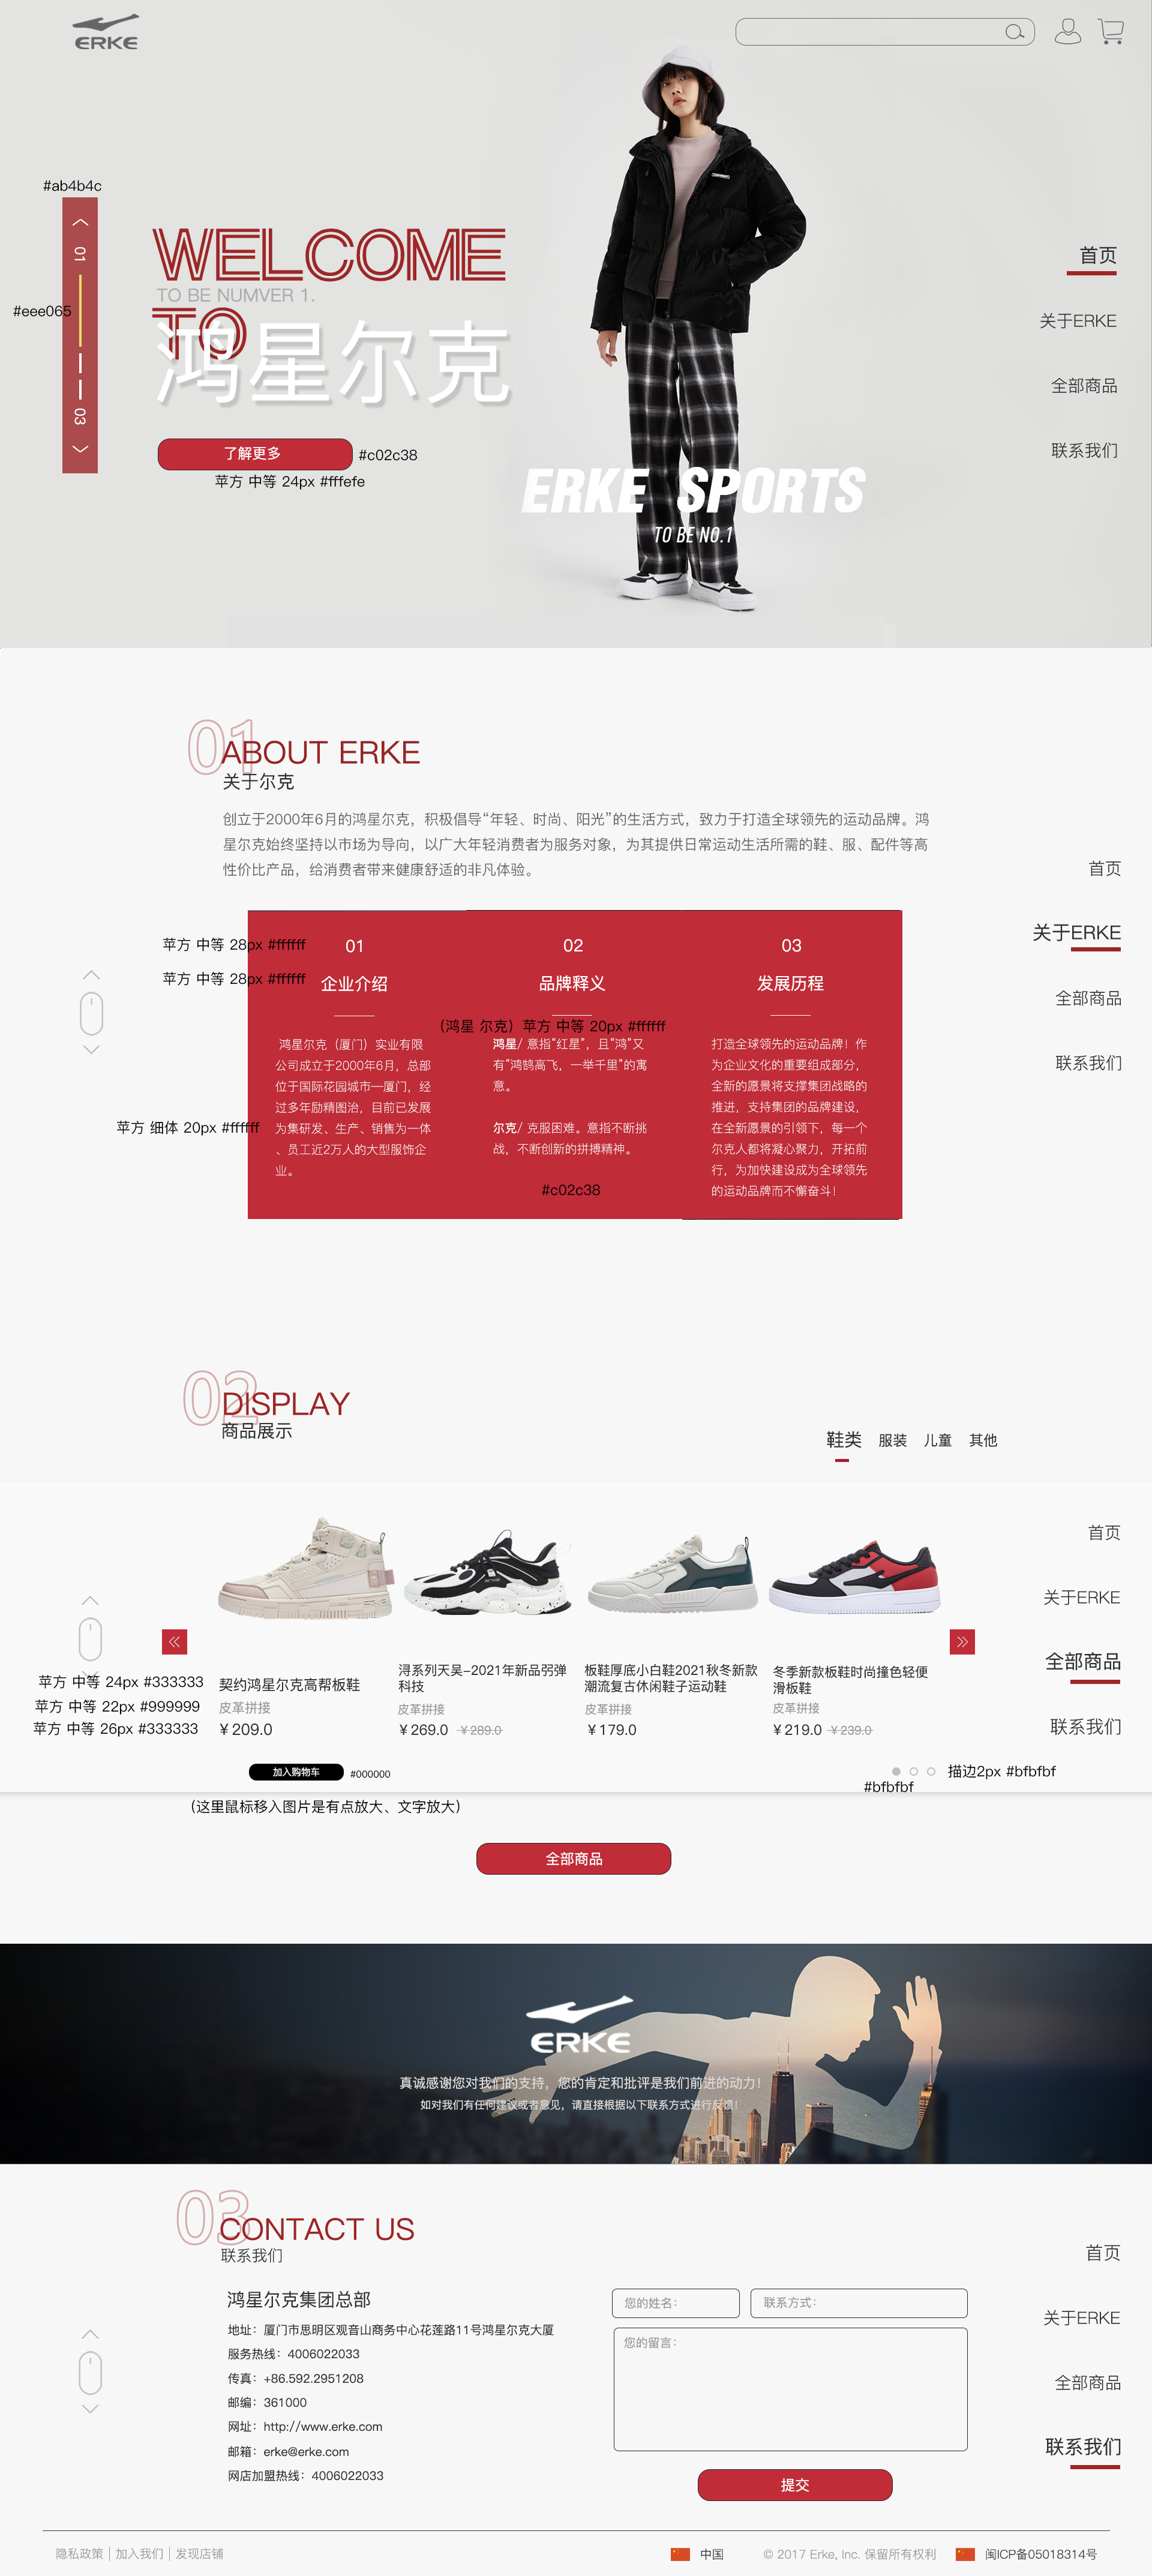 ERKE
#ab4b4c
01
#eee065
03
WELCOME
TO BE NUMVER 1.
TO
鸿星尔克
了解更多 #c02c38
苹方 中等 24px #fffefe
ERKE SPORTS
TO BE NO.1
首页
关于ERKE
全部商品
联系我们
01
ABOUT ERKE
关于尔克
创立于2000年6月的鸿星尔克，积极倡导“年轻、时尚、阳光”的生活方式，致力于打造全球领先的运动品牌。鸿
星尔克始终坚持以市场为导向，以广大年轻消费者为服务对象，为其提供日常运动生活所需的鞋、服、配件等高
性价比产品，给消费者带来健康舒适的非凡体验。
首页
关于ERKE
全部商品
联系我们
苹方 中等 28px #ffffff
苹方 中等 28px #ffffff
苹方 细体 20px #ffffff
01
企业介绍
鸿星尔克（厦门）实业有限
公司成立于2000年6月，总部
位于国际花园城市—厦门，经
过多年励精图治，目前已发展
为集研发、生产、销售为一体
、员工近2万人的大型服饰企
业。
02
品牌释义
（鸿星 尔克）苹方 中等 20px #ffffff
鸿星/ 意指“红星”，且“鸿”又
有”鸿鹄高飞，一举千里”的寓
意。
尔克/ 克服困难。意指不断挑
战，不断创新的拼搏精神。
#c02c38
03
发展历程
打造全球领先的运动品牌！作
为企业文化的重要组成部分，
全新的愿景将支撑集团战略的
推进，支持集团的品牌建设，
在全新愿景的引领下，每一个
尔克人都将凝心聚力，开拓前
行，为加快建设成为全球领先
的运动品牌而不懈奋斗！
02
DISPLAY
商品展示
鞋类 服装 儿童 其他
首页
关于ERKE
全部商品
联系我们
苹方 中等 24px #333333
苹方 中等 22px #999999
苹方 中等 26px #333333
契约鸿星尔克高帮板鞋
皮革拼接
￥209.0
浔系列天吴-2021年新品弜弹
科技
皮革拼接
￥269.0 ￥289.0
板鞋厚底小白鞋2021秋冬新款
潮流复古休闲鞋子运动鞋
皮革拼接
￥179.0
冬季新款板鞋时尚撞色轻便
滑板鞋
皮革拼接
￥219.0 ￥239.0
加入购物车 #000000
描边2px #bfbfbf
#bfbfbf
（这里鼠标移入图片是有点放大、文字放大）
全部商品
ERKE
真诚感谢您对我们的支持，您的肯定和批评是我们前进的动力！
如对我们有任何建议或者意见，请直接根据以下联系方式进行反馈！
03
CONTACT US
联系我们
鸿星尔克集团总部
地址：厦门市思明区观音山商务中心花莲路11号鸿星尔克大厦
服务热线：4006022033
传真：+86.592.2951208
邮编：361000
网址：http://www.erke.com
邮箱：erke@erke.com
网店加盟热线：4006022033
您的姓名： 联系方式：
您的留言：
提交
首页
关于ERKE
全部商品
联系我们
隐私政策 | 加入我们 | 发现店铺
中国 © 2017 Erke, Inc. 保留所有权利 闽ICP备05018314号